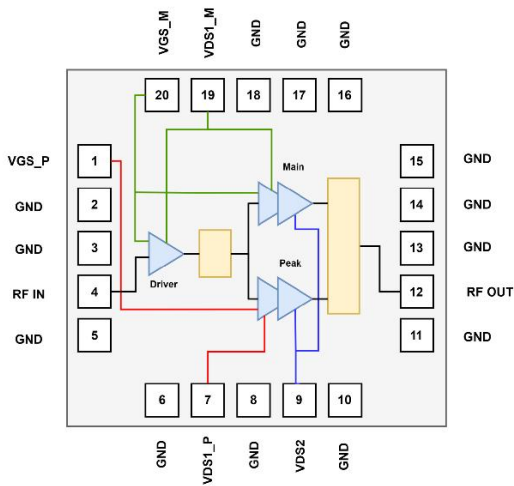 VGS_M VDS1_M GND GND GND
20 19 18 17 16
VGS_P 1 15 GND
Main
GND 2 14 GND
GND 3 13 GND
Peak
Driver
RF IN 4 12 RF OUT
GND 5 11 GND
6 7 8 9 10
GND VDS1_P GND VDS2 GND